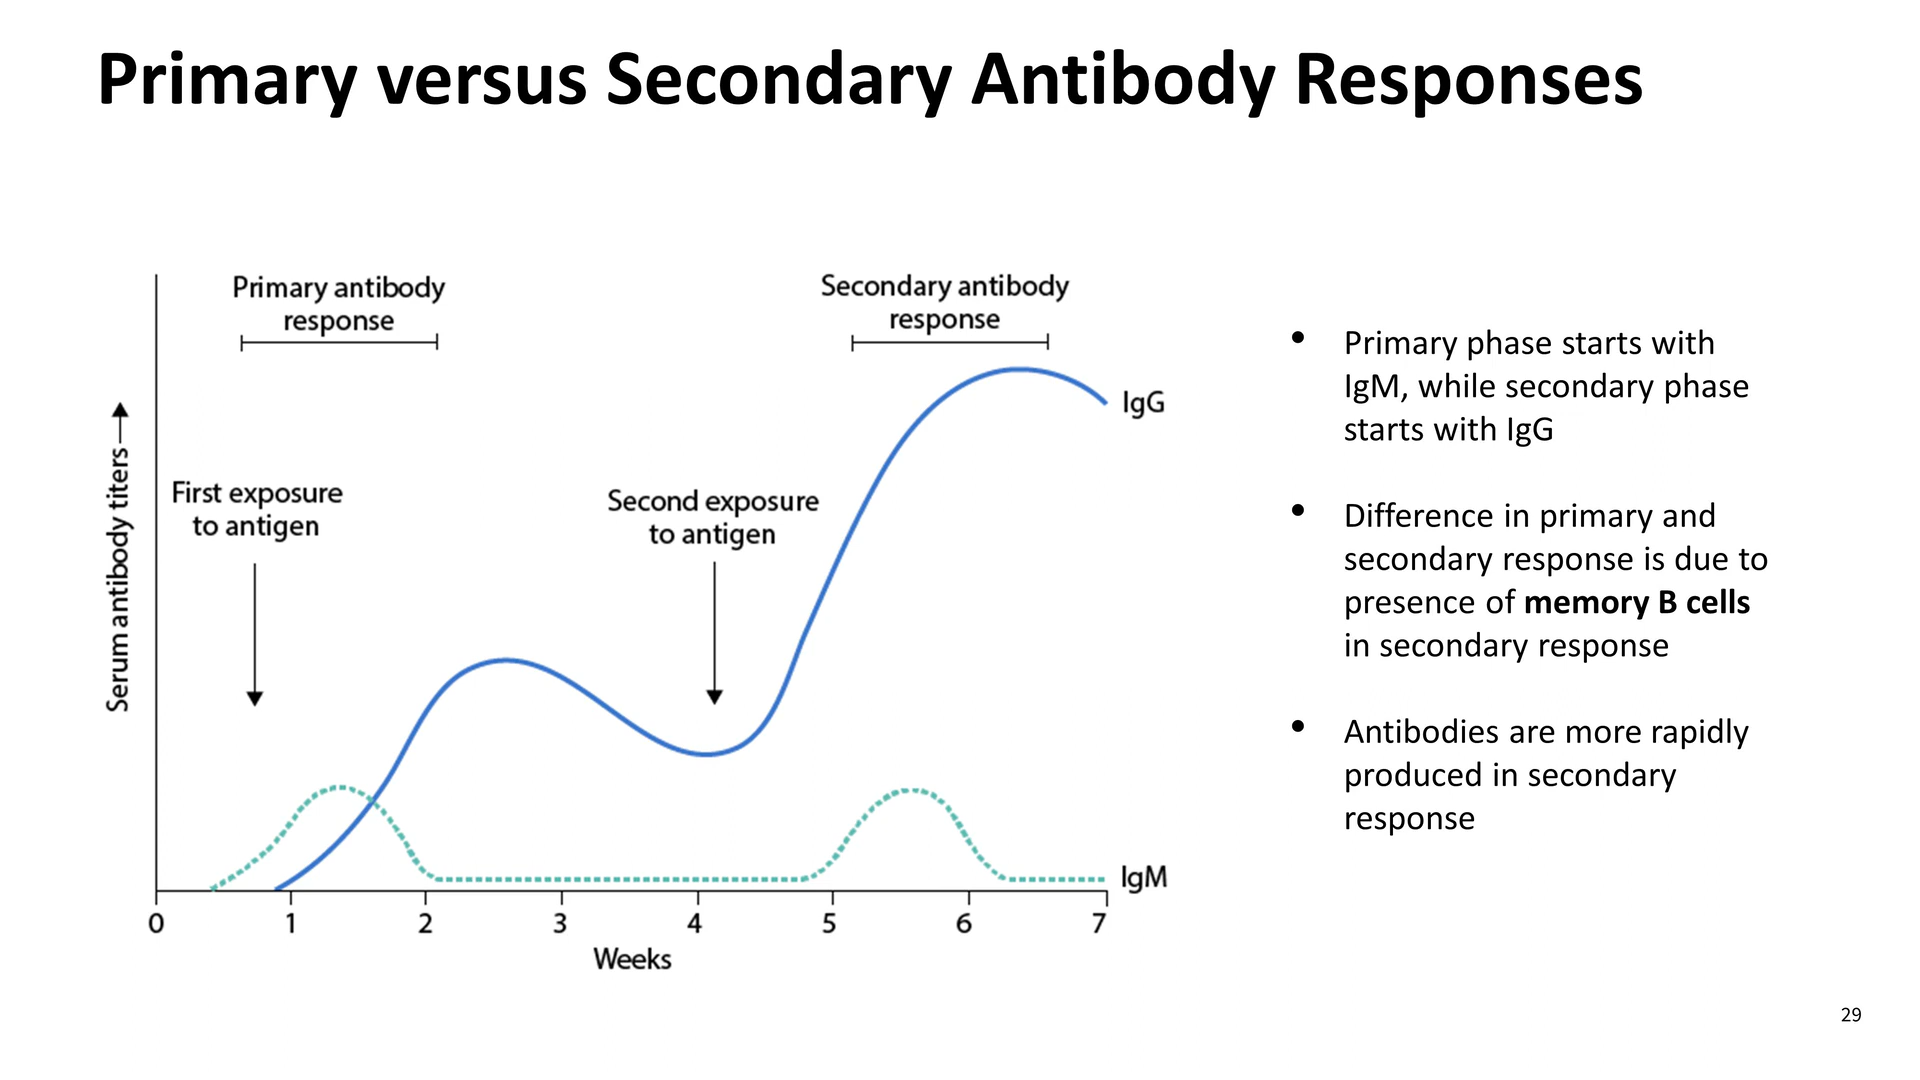 Primary versus Secondary Antibody Responses
Primary antibody
response
Secondary antibody
response
First exposure
to antigen
Second exposure
to antigen
Serum antibody titers
IgG
IgM
0 1 2 3 4 5 6 7
Weeks
• Primary phase starts with
IgM, while secondary phase
starts with IgG
• Difference in primary and
secondary response is due to
presence of memory B cells
in secondary response
• Antibodies are more rapidly
produced in secondary
response
29